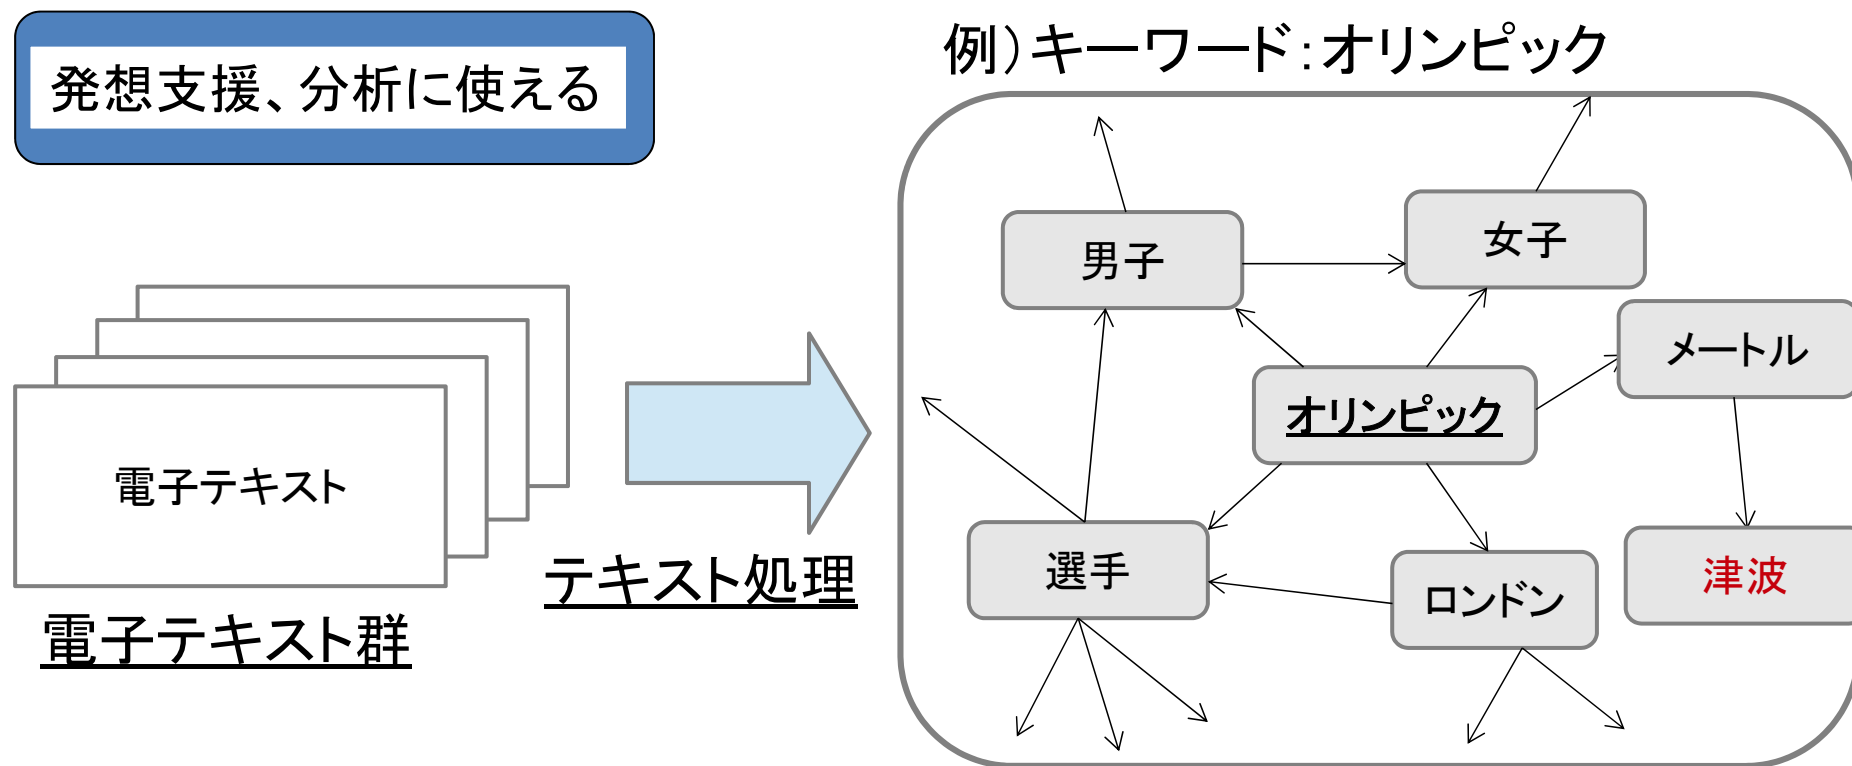 発想支援、分析に使える
例）キーワード：オリンピック
男子
女子
メートル
オリンピック
電子テキスト
選手
ロンドン
津波
テキスト処理
電子テキスト群